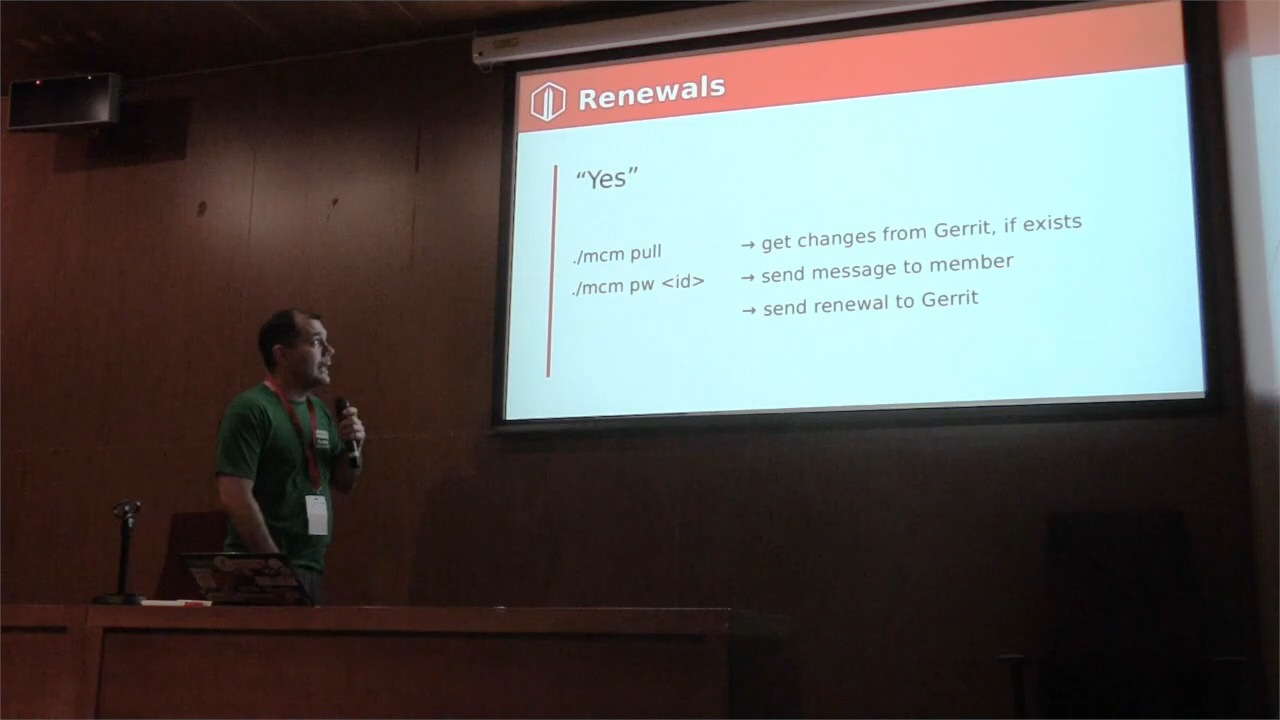 Renewals
“Yes”
./mcm pull → get changes from Gerrit, if exists
./mcm pw <id> → send message to member
→ send renewal to Gerrit